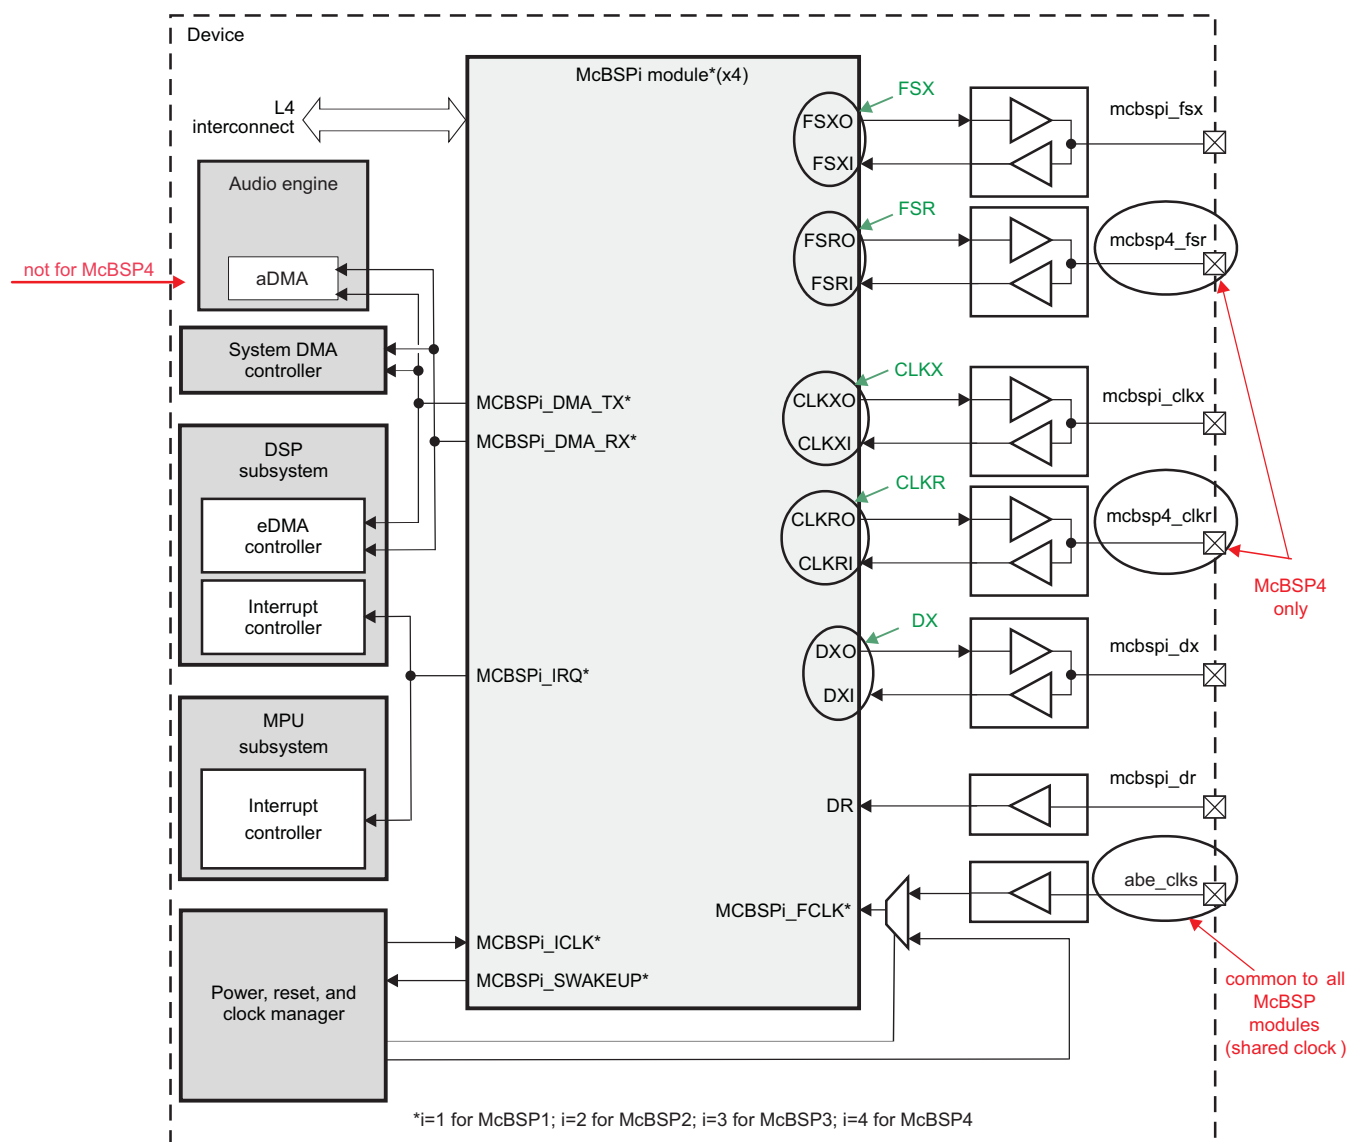 Device
McBSPi module*(x4)
L4
interconnect
Audio engine
aDMA
not for McBSP4
System DMA
controller
DSP
subsystem
eDMA
controller
Interrupt
controller
MPU
subsystem
Interrupt
controller
Power, reset, and
clock manager
MCBSPi_DMA_TX*
MCBSPi_DMA_RX*
MCBSPi_IRQ*
MCBSPi_ICLK*
MCBSPi_SWAKEUP*
FSX
FSXO
FSXI
mcbspi_fsx
FSR
FSRO
FSRI
mcbsp4_fsr
CLKX
CLKXO
CLKXI
mcbspi_clkx
CLKR
CLKRO
CLKRI
mcbsp4_clkr
McBSP4
only
DX
DXO
DXI
mcbspi_dx
DR
mcbspi_dr
MCBSPi_FCLK*
abe_clks
common to all
McBSP
modules
(shared clock )
*i=1 for McBSP1; i=2 for McBSP2; i=3 for McBSP3; i=4 for McBSP4